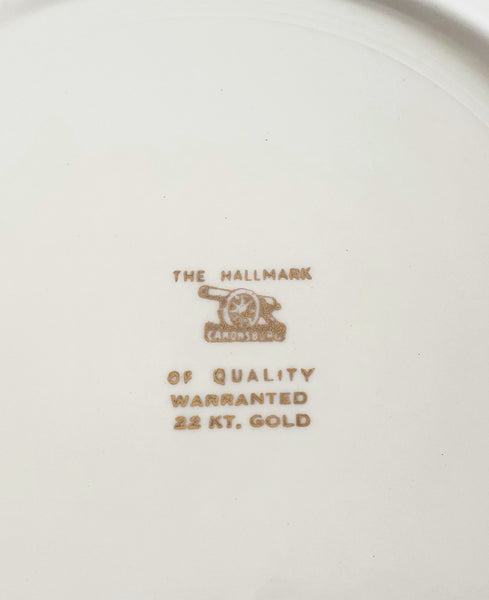 THE HALLMARK
CANONSBURG
OF QUALITY
WARRANTED
22 KT. GOLD